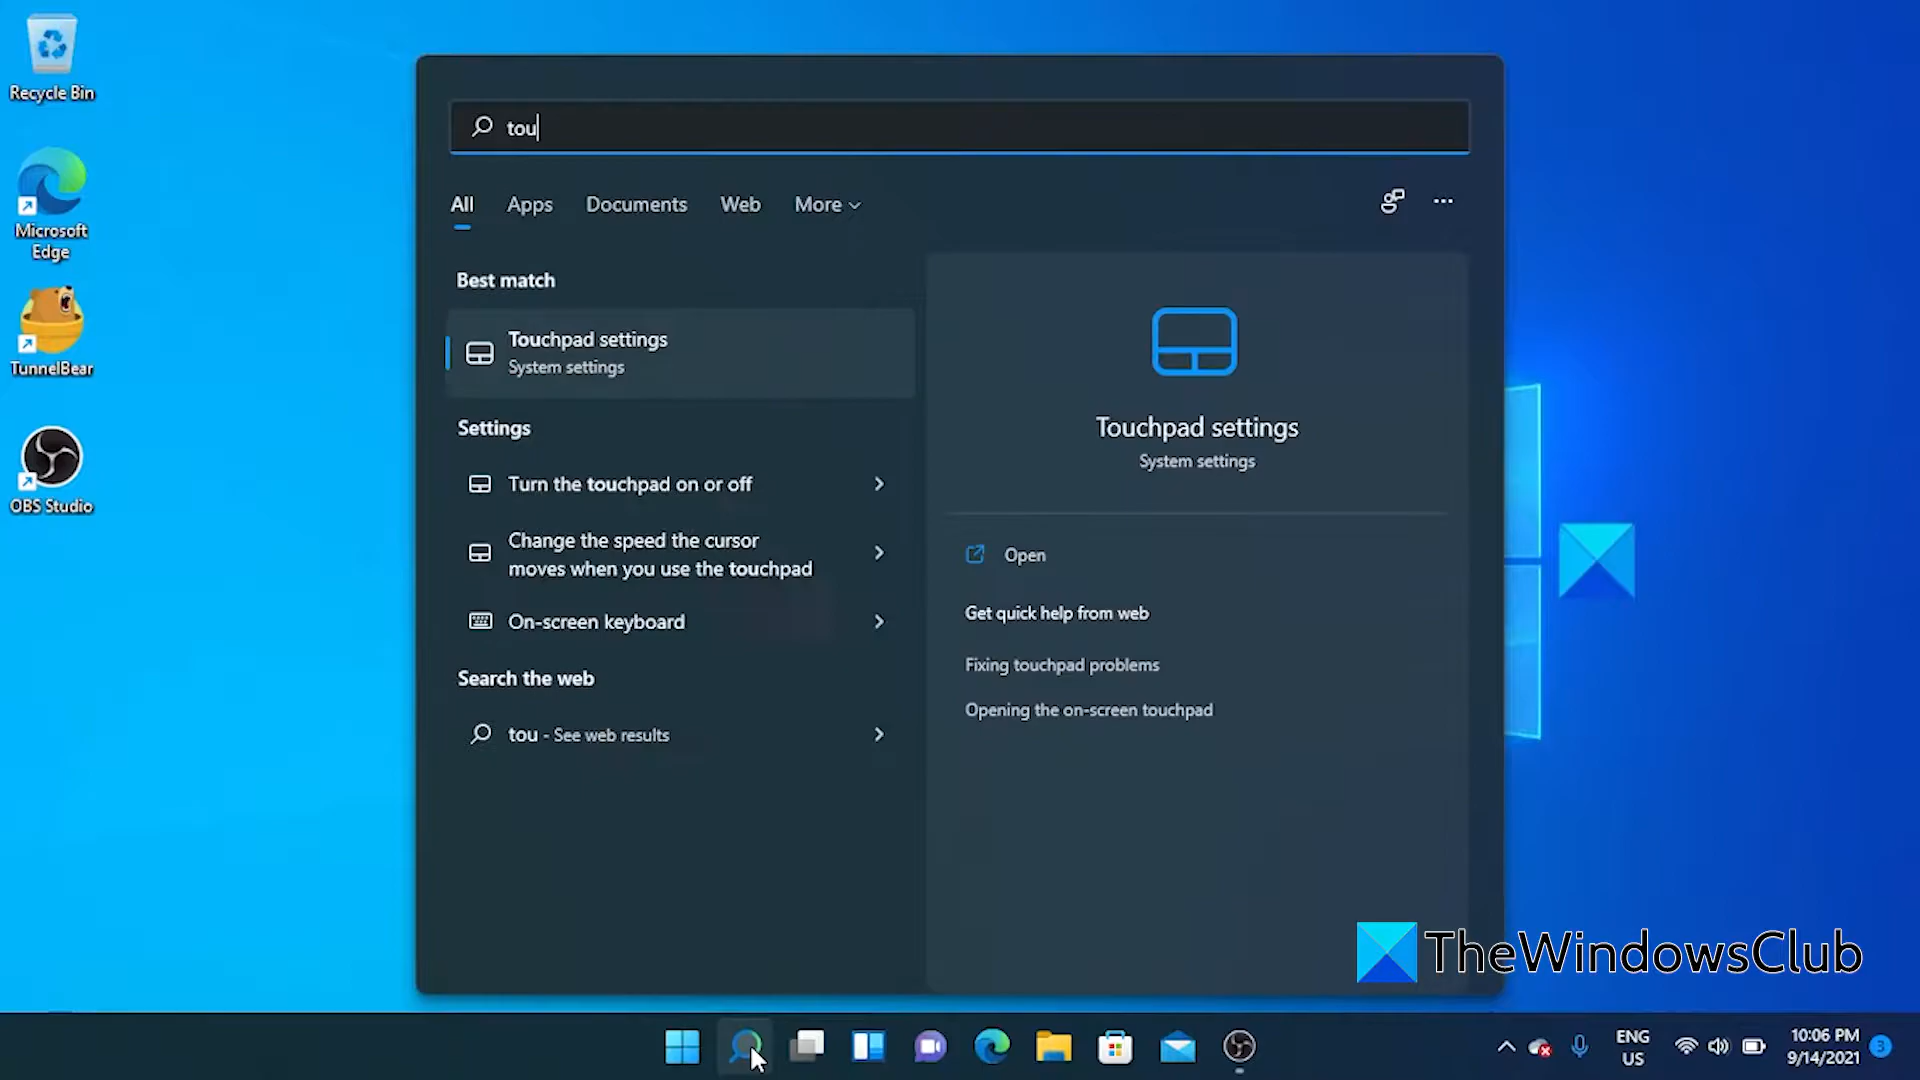 Recycle Bin
Microsoft
Edge
TunnelBear
OBS Studio
tou
All Apps Documents Web More
Best match
Touchpad settings
System settings
Settings
Turn the touchpad on or off
Change the speed the cursor
moves when you use the touchpad
On-screen keyboard
Search the web
tou - See web results
Touchpad settings
System settings
Open
Get quick help from web
Fixing touchpad problems
Opening the on-screen touchpad
TheWindowsClub
ENG
US
10:06 PM
9/14/2021
3